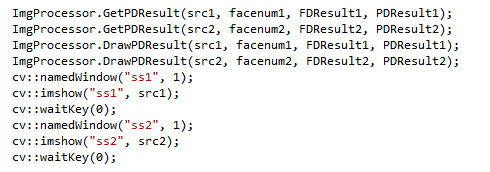 ImgProcessor.GetPDResult(src1, facenum1, FDResult1, PDResult1);
ImgProcessor.GetPDResult(src2, facenum2, FDResult2, PDResult2);
ImgProcessor.DrawPDResult(src1, facenum1, FDResult1, PDResult1);
ImgProcessor.DrawPDResult(src2, facenum2, FDResult2, PDResult2);
cv::namedWindow("ss1", 1);
cv::imshow("ss1", src1);
cv::waitKey(0);
cv::namedWindow("ss2", 1);
cv::imshow("ss2", src2);
cv::waitKey(0);